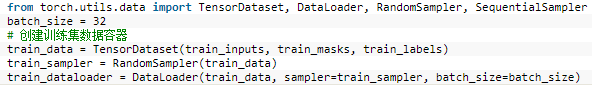 from torch.utils.data import TensorDataset, DataLoader, RandomSampler, SequentialSampler
batch_size = 32
# 创建训练集数据容器
train_data = TensorDataset(train_inputs, train_masks, train_labels)
train_sampler = RandomSampler(train_data)
train_dataloader = DataLoader(train_data, sampler=train_sampler, batch_size=batch_size)